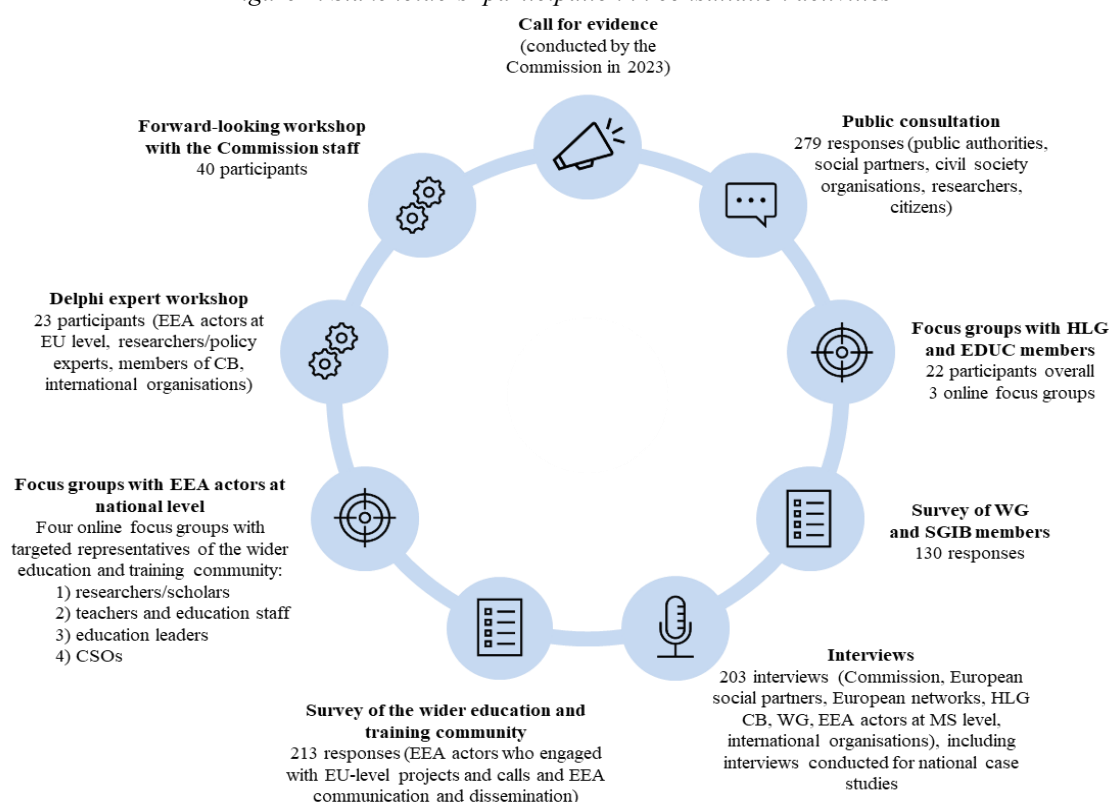 Call for evidence
(conducted by the
Commission in 2023)
Public consultation
279 responses (public authorities,
social partners, civil society
organisations, researchers,
citizens)
Focus groups with HLG
and EDUC members
22 participants overall
3 online focus groups
Survey of WG
and SGIB members
130 responses
Interviews
203 interviews (Commission, European
social partners, European networks, HLG
CB, WG, EEA actors at MS level,
international organisations), including
interviews conducted for national case
studies
Survey of the wider education and
training community
213 responses (EEA actors who engaged
with EU-level projects and calls and EEA
communication and dissemination)
Focus groups with EEA actors at
national level
Four online focus groups with
targeted representatives of the wider
education and training community:
1) researchers/scholars
2) teachers and education staff
3) education leaders
4) CSOs
Delphi expert workshop
23 participants (EEA actors at
EU level, researchers/policy
experts, members of CB,
international organisations)
Forward-looking workshop
with the Commission staff
40 participants